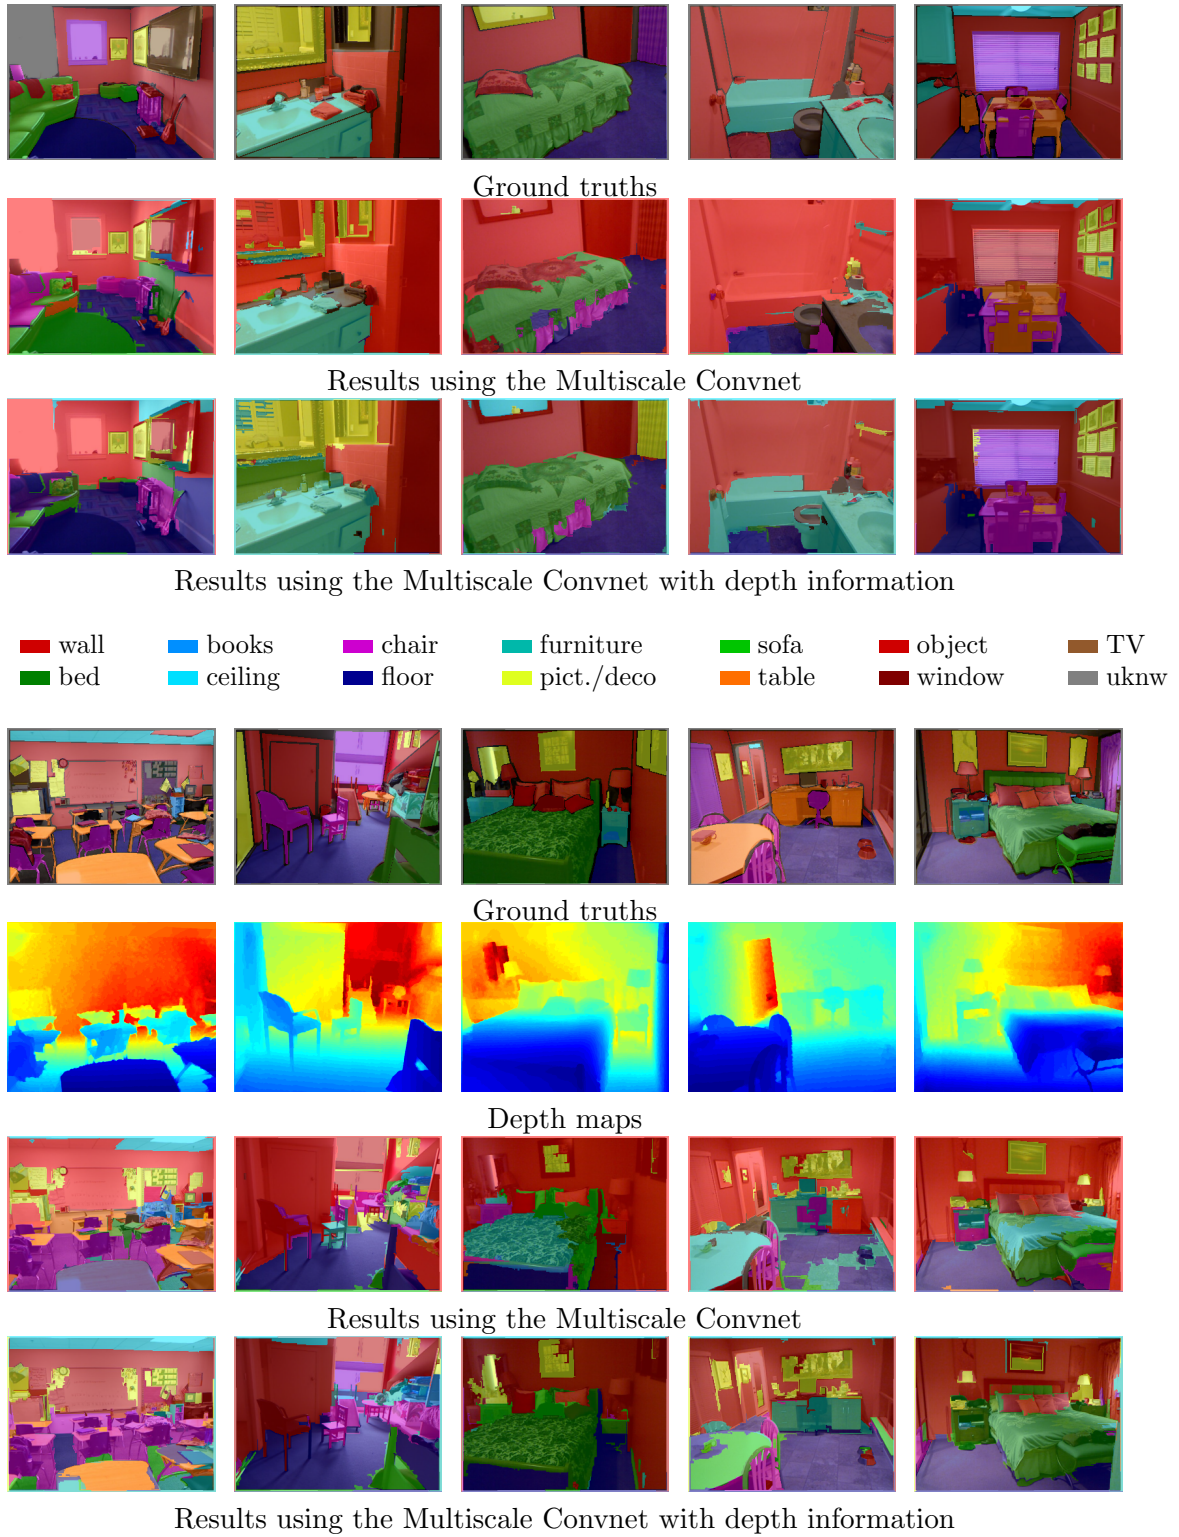 Ground truths
Results using the Multiscale Convnet
Results using the Multiscale Convnet with depth information
wall books chair furniture sofa object TV
bed ceiling floor pict./deco table window uknw
Ground truths
Depth maps
Results using the Multiscale Convnet
Results using the Multiscale Convnet with depth information